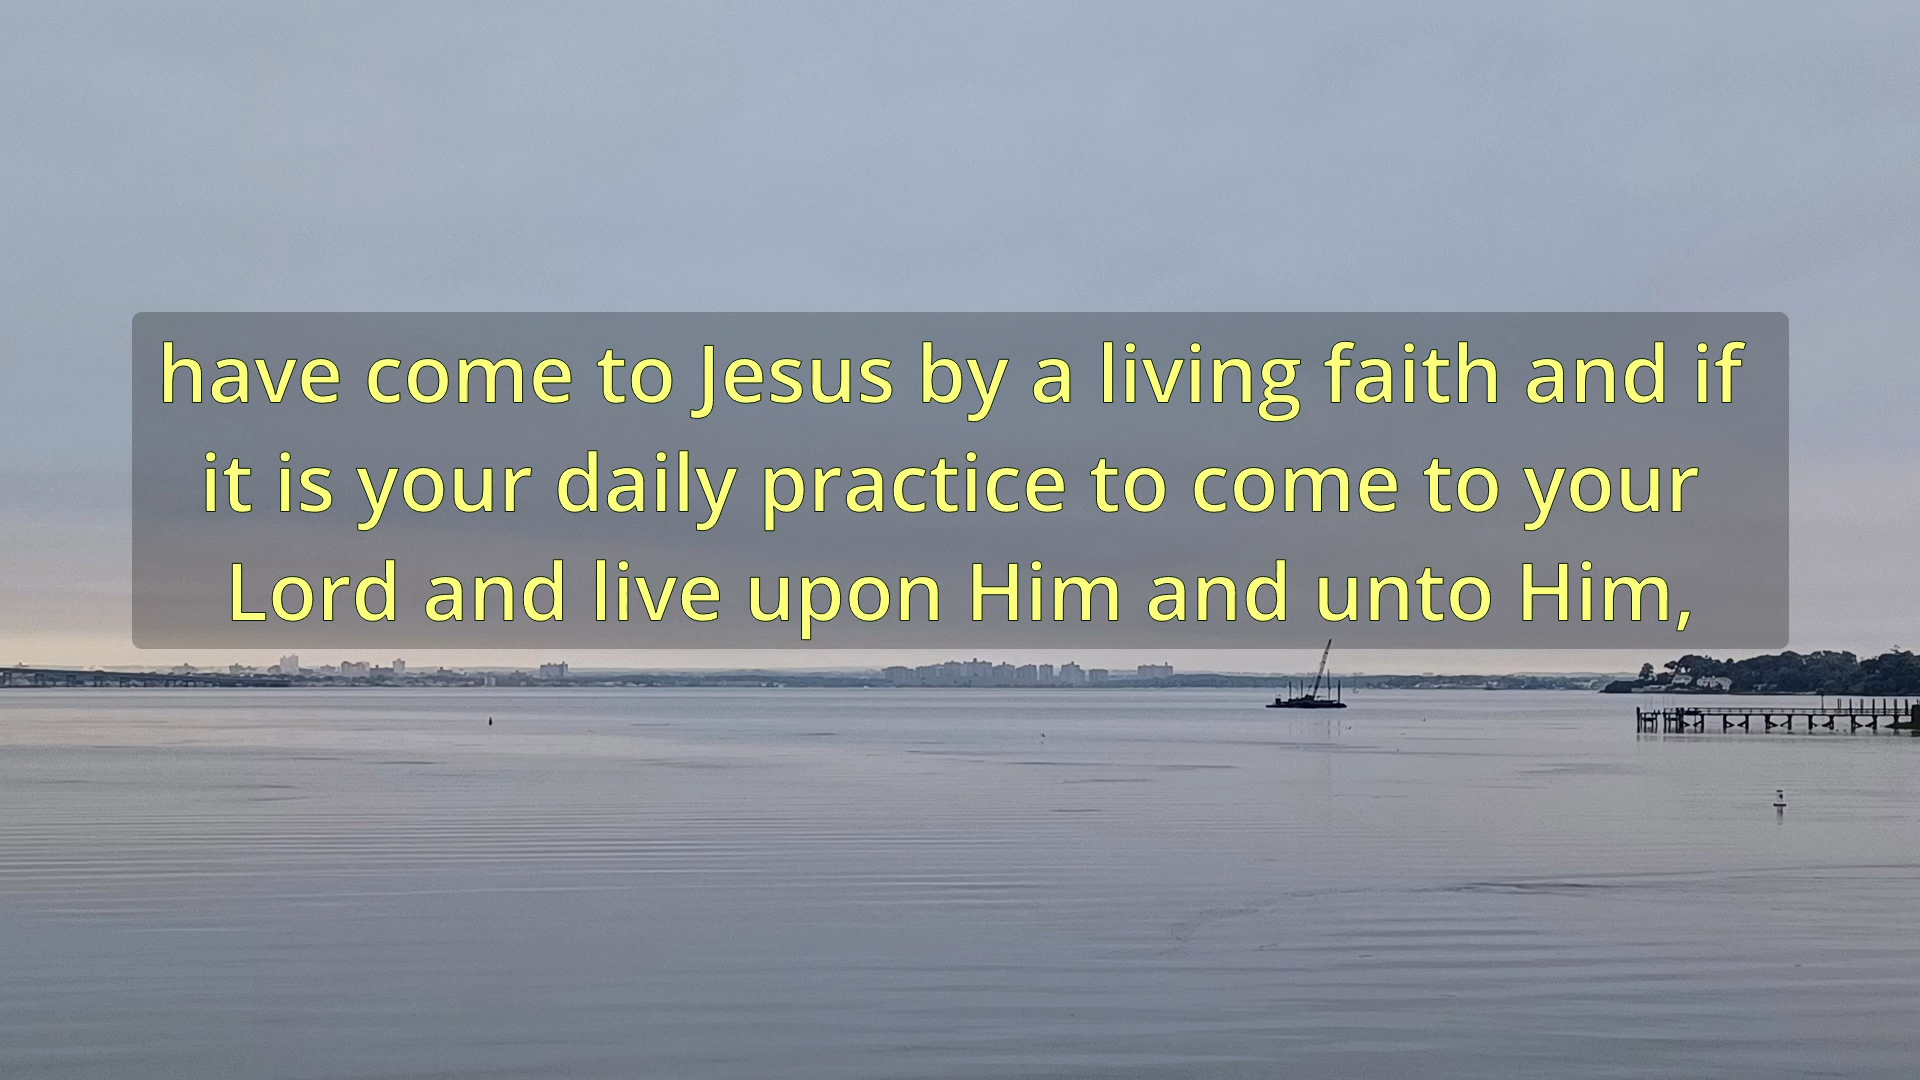 have come to Jesus by a living faith and if
it is your daily practice to come to your
Lord and live upon Him and unto Him,